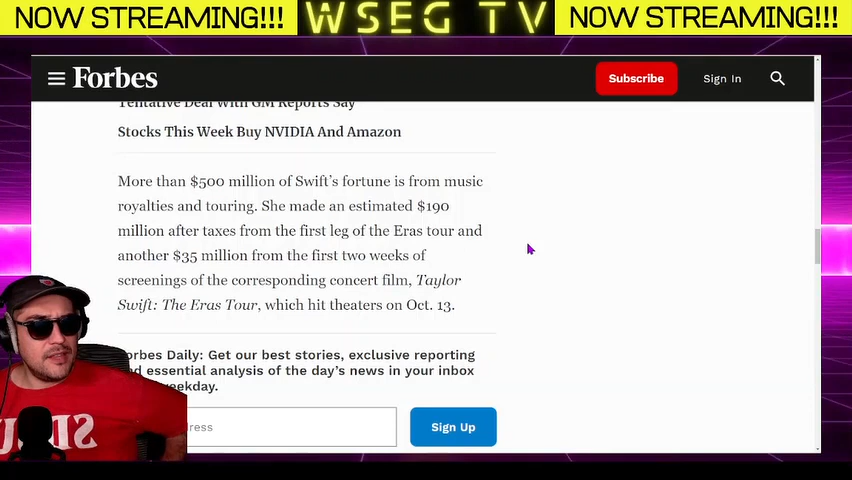 NOW STREAMING!!! WSEG TV NOW STREAMING!!!
Forbes Subscribe Sign In
Tentative Deal With GM Reports Say
Stocks This Week Buy NVIDIA And Amazon
More than $500 million of Swift's fortune is from music
royalties and touring. She made an estimated $190
million after taxes from the first leg of the Eras tour and
another $35 million from the first two weeks of
screenings of the corresponding concert film, Taylor
Swift: The Eras Tour, which hit theaters on Oct. 13.
orbes Daily: Get our best stories, exclusive reporting
nd essential analysis of the day's news in your inbox
weekday.
ress Sign Up